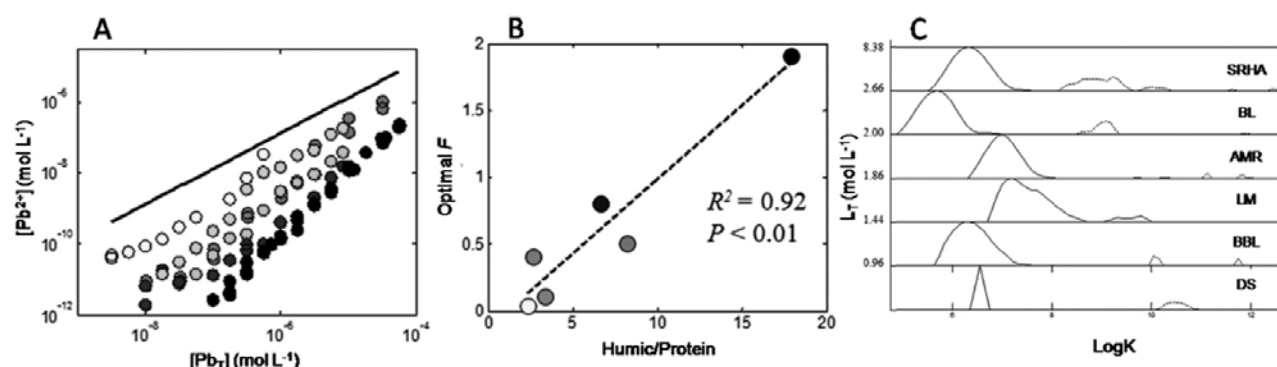 A
[Pb2+] (mol L-1)
10-6
10-8
10-10
10-12
10-8
10-6
10-4
[PbT] (mol L-1)
B
Optimal F
2
1.5
1
0.5
0
0
5
10
15
20
R2 = 0.92
P < 0.01
Humic/Protein
C
LT (mol L-1)
8.38
2.66
2.00
1.86
1.44
0.96
SRHA
BL
AMR
LM
BBL
DS
6
8
10
12
LogK